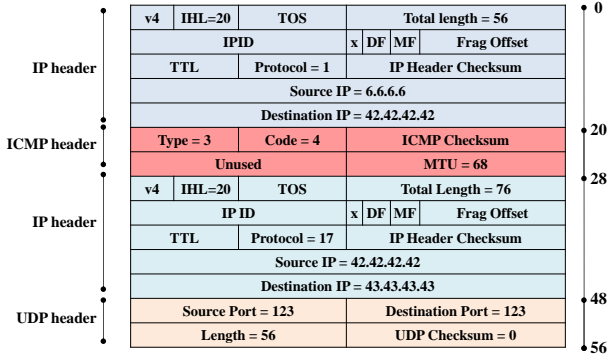 0
v4 IHL=20 TOS Total length = 56
IPID x DF MF Frag Offset
IP header TTL Protocol = 1 IP Header Checksum
Source IP = 6.6.6.6
Destination IP = 42.42.42.42
20
ICMP header Type = 3 Code = 4 ICMP Checksum
Unused MTU = 68
28
v4 IHL=20 TOS Total Length = 76
IP ID x DF MF Frag Offset
IP header TTL Protocol = 17 IP Header Checksum
Source IP = 42.42.42.42
Destination IP = 43.43.43.43
48
UDP header Source Port = 123 Destination Port = 123
Length = 56 UDP Checksum = 0
56